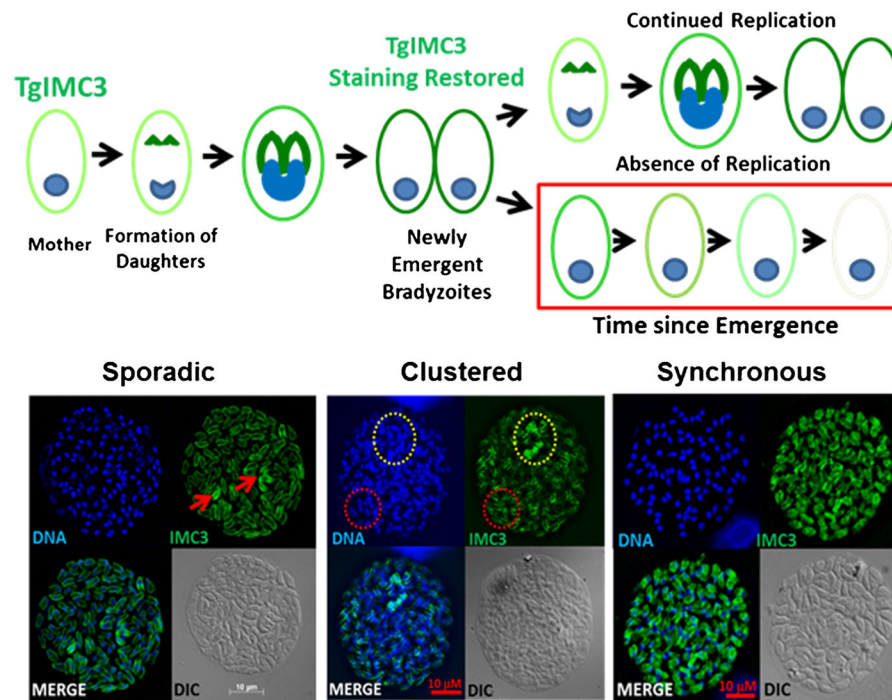 Continued Replication
TgIMC3
TgIMC3
Staining Restored
Absence of Replication
Mother
Formation of
Daughters
Newly
Emergent
Bradyzoites
Time since Emergence
Sporadic
Clustered
Synchronous
DNA
IMC3
MERGE
DIC
10 µm
DNA
IMC3
MERGE
10 µM
DIC
DNA
IMC3
MERGE
10 µM
DIC